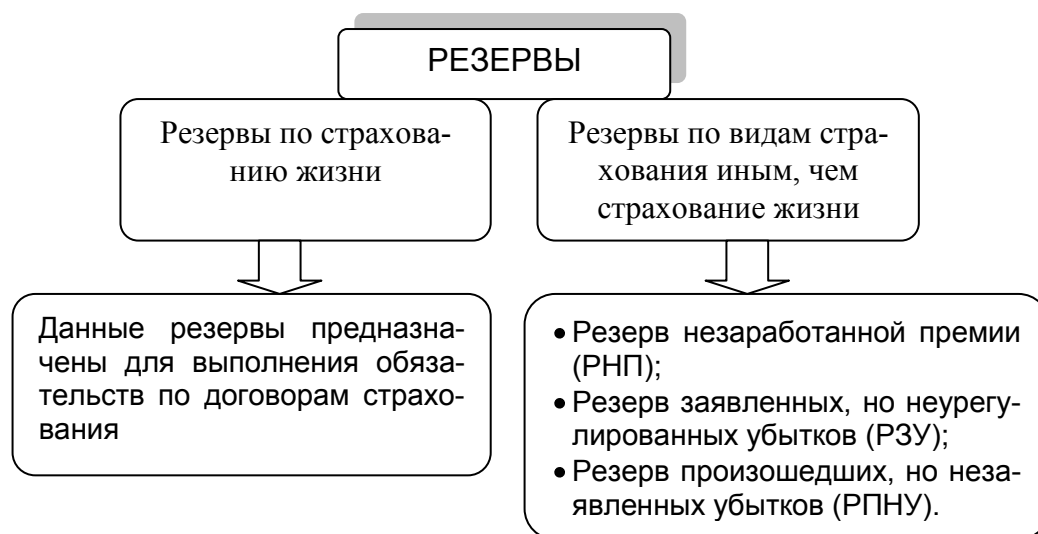 РЕЗЕРВЫ
Резервы по страхова-
нию жизни
Резервы по видам стра-
хования иным, чем
страхование жизни
Данные резервы предназна-
чены для выполнения обяза-
тельств по договорам страхо-
вания
• Резерв незаработанной премии
(РНП);
• Резерв заявленных, но неурегу-
лированных убытков (РЗУ);
• Резерв произошедших, но неза-
явленных убытков (РПНУ).